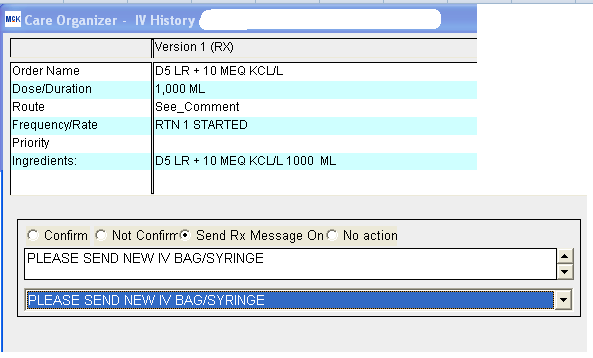 McK Care Organizer - IV History
Version 1 (RX)
Order Name D5 LR + 10 MEQ KCL/L
Dose/Duration 1,000 ML
Route See_Comment
Frequency/Rate RTN 1 STARTED
Priority
Ingredients: D5 LR + 10 MEQ KCL/L 1000 ML
Confirm Not Confirm Send Rx Message On No action
PLEASE SEND NEW IV BAG/SYRINGE
PLEASE SEND NEW IV BAG/SYRINGE